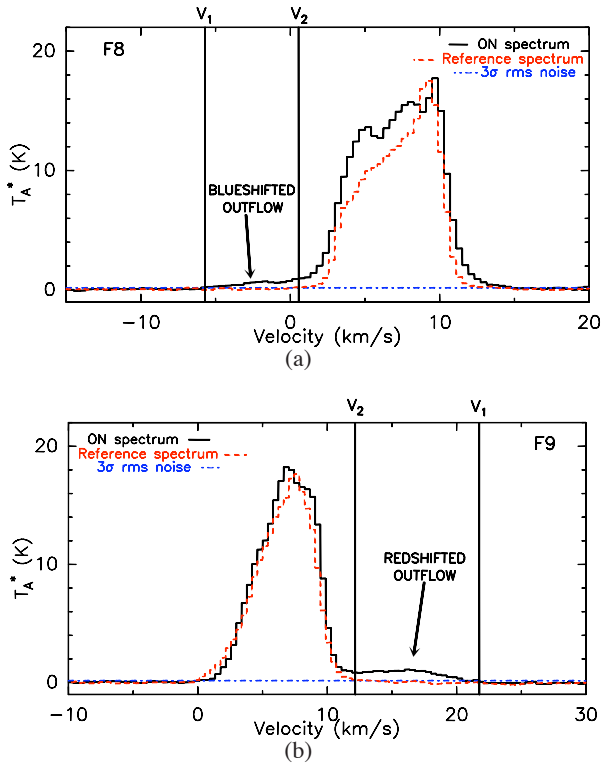 V1 V2
F8
ON spectrum
Reference spectrum
3σ rms noise
20
10
0
TA* (K)
BLUESHIFTED
OUTFLOW
−10 0 10 20
Velocity (km/s)
(a)
V2 V1
ON spectrum
Reference spectrum
3σ rms noise
F9
20
10
0
TA* (K)
REDSHIFTED
OUTFLOW
−10 0 10 20 30
Velocity (km/s)
(b)